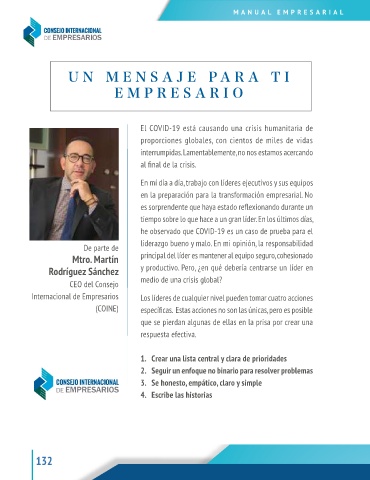 MANUAL EMPRESARIAL
CONSEJO INTERNACIONAL
DE EMPRESARIOS
UN MENSAJE PARA TI
EMPRESARIO
El COVID-19 está causando una crisis humanitaria de
proporciones globales, con cientos de miles de vidas
interrumpidas. Lamentablemente, no nos estamos acercando
al final de la crisis.
En mi día a día, trabajo con líderes ejecutivos y sus equipos
en la preparación para la transformación empresarial. No
es sorprendente que haya estado reflexionando durante un
tiempo sobre lo que hace a un gran líder. En los últimos días,
he observado que COVID-19 es un caso de prueba para el
liderazgo bueno y malo. En mi opinión, la responsabilidad
principal del líder es mantener al equipo seguro, cohesionado
y productivo. Pero, ¿en qué debería centrarse un líder en
medio de una crisis global?
Los líderes de cualquier nivel pueden tomar cuatro acciones
específicas. Estas acciones no son las únicas, pero es posible
que se pierdan algunas de ellas en la prisa por crear una
respuesta efectiva.
1. Crear una lista central y clara de prioridades
2. Seguir un enfoque no binario para resolver problemas
3. Se honesto, empático, claro y simple
4. Escribe las historias
De parte de
Mtro. Martín
Rodríguez Sánchez
CEO del Consejo
Internacional de Empresarios
(COINE)
CONSEJO INTERNACIONAL
DE EMPRESARIOS
132